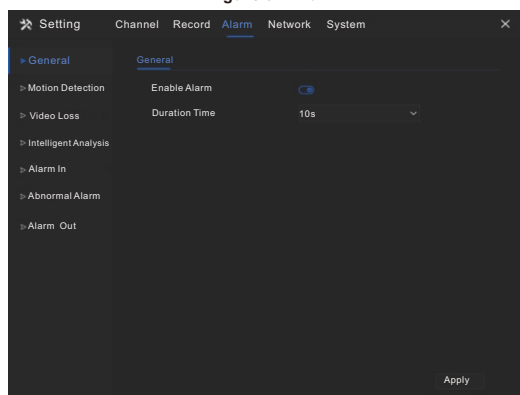 Setting Channel Record Alarm Network System
General General
Motion Detection Enable Alarm
Video Loss Duration Time 10s
Intelligent Analysis
Alarm In
Abnormal Alarm
Alarm Out
Apply